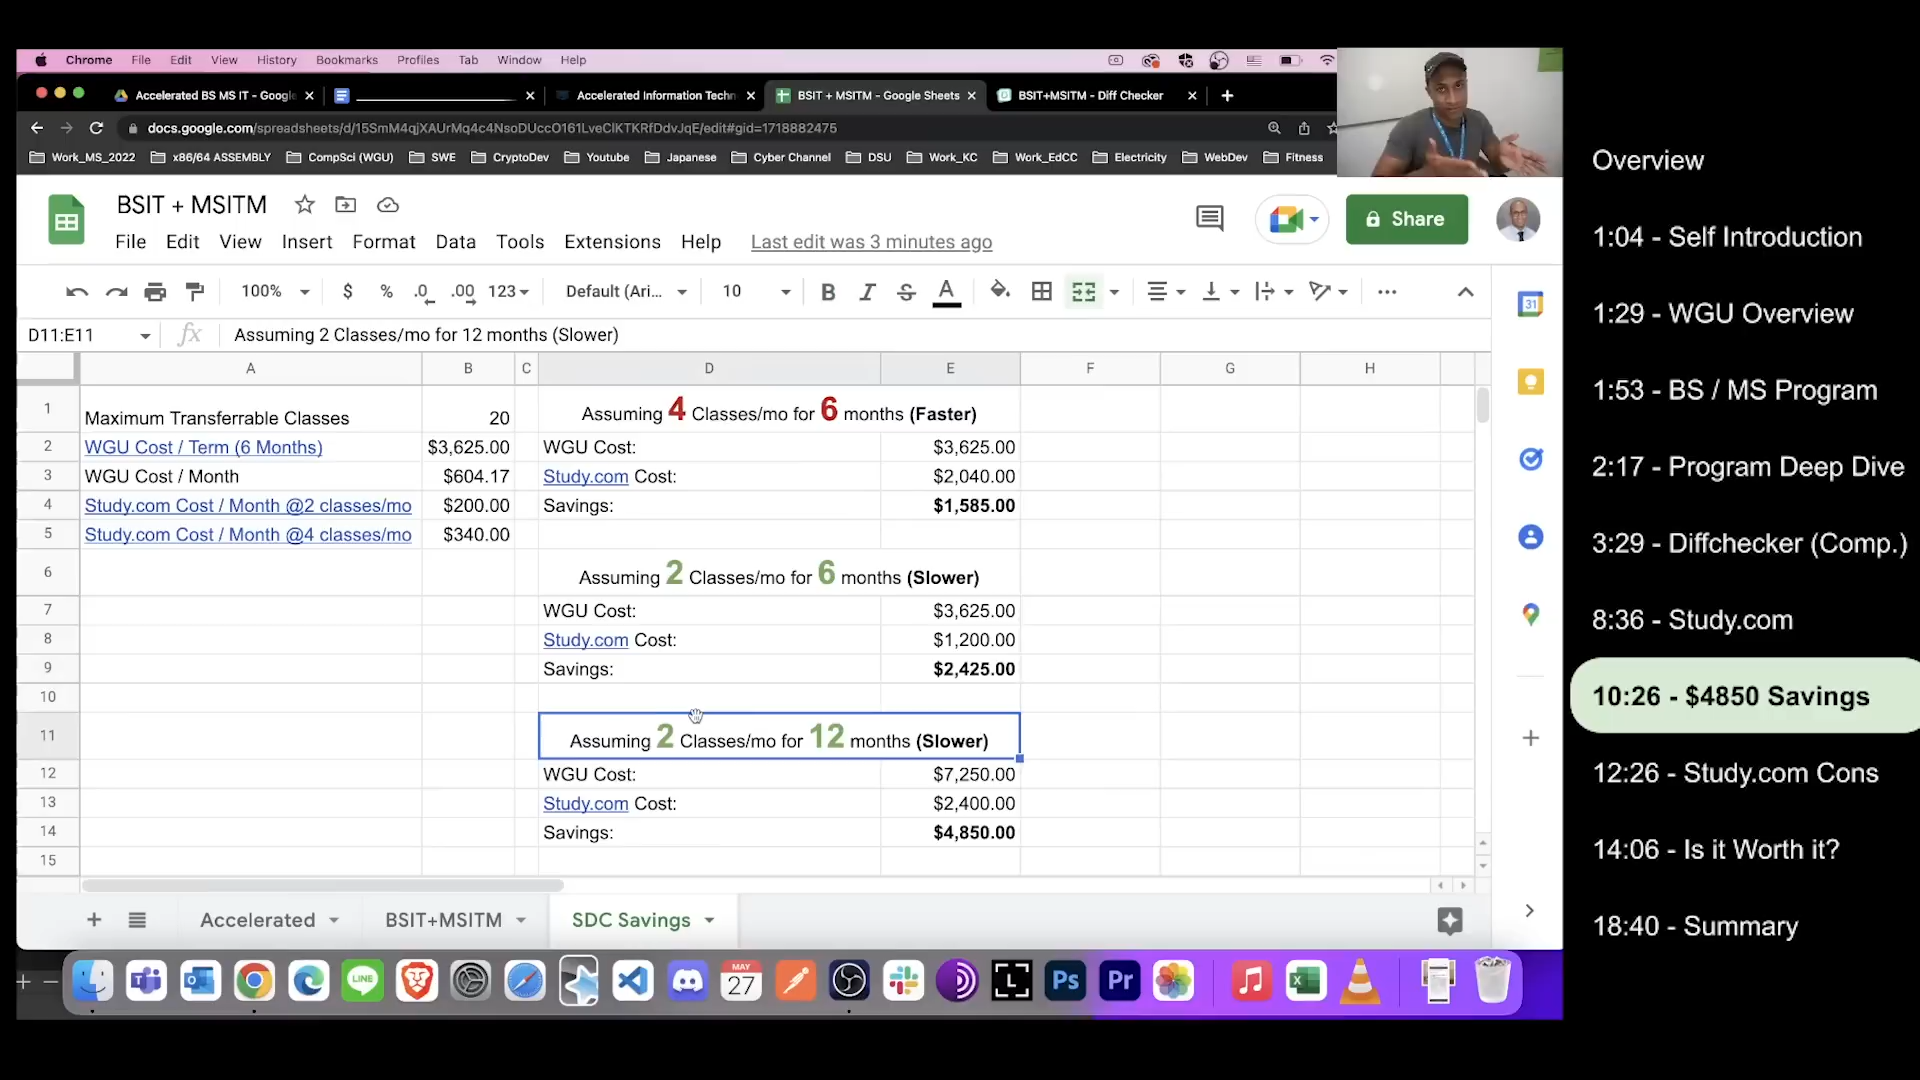 Chrome File Edit View History Bookmarks Profiles Tab Window Help
Accelerated BS MS IT - Google
Accelerated Information Techn
BSIT + MSITM - Google Sheets
BSIT+MSITM - Diff Checker
docs.google.com/spreadsheets/d/15SmM4qjXAUrMq4c4NsoDUccO161LveClKTKRfDdvJqE/edit#gid=1718882475
Work_MS_2022 x86/64 ASSEMBLY CompSci (WGU) SWE CryptoDev Youtube Japanese Cyber Channel DSU Work_KC Work_EdCC Electricity WebDev Fitness
BSIT + MSITM
Share
File Edit View Insert Format Data Tools Extensions Help Last edit was 3 minutes ago
100% $ % .0 .00 123 Default (Ari... 10 B I S A
D11:E11 fx Assuming 2 Classes/mo for 12 months (Slower)
A B C D E F G H
1 Maximum Transferrable Classes 20 Assuming 4 Classes/mo for 6 months (Faster)
2 WGU Cost / Term (6 Months) $3,625.00 WGU Cost: $3,625.00
3 WGU Cost / Month $604.17 Study.com Cost: $2,040.00
4 Study.com Cost / Month @2 classes/mo $200.00 Savings: $1,585.00
5 Study.com Cost / Month @4 classes/mo $340.00
6 Assuming 2 Classes/mo for 6 months (Slower)
7 WGU Cost: $3,625.00
8 Study.com Cost: $1,200.00
9 Savings: $2,425.00
10
11 Assuming 2 Classes/mo for 12 months (Slower)
12 WGU Cost: $7,250.00
13 Study.com Cost: $2,400.00
14 Savings: $4,850.00
15
Accelerated BSIT+MSITM SDC Savings
31
LINE
MAY
27
L
Ps
Pr
X
Overview
1:04 - Self Introduction
1:29 - WGU Overview
1:53 - BS / MS Program
2:17 - Program Deep Dive
3:29 - Diffchecker (Comp.)
8:36 - Study.com
10:26 - $4850 Savings
12:26 - Study.com Cons
14:06 - Is it Worth it?
18:40 - Summary